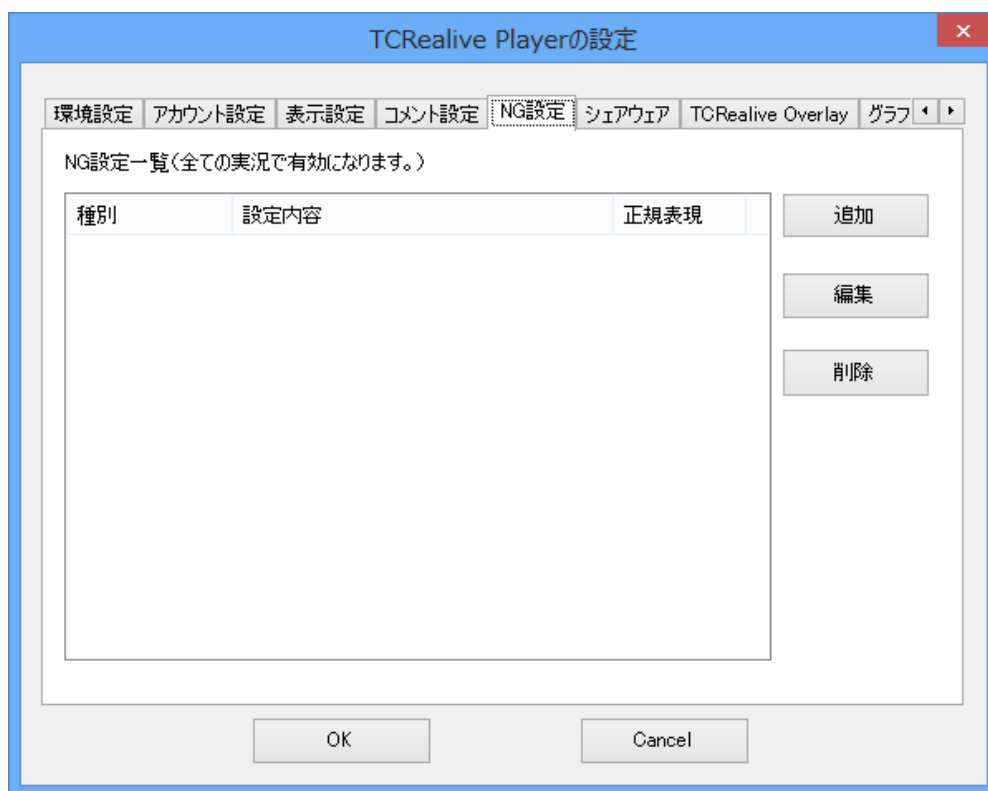 TCRealive Playerの設定
環境設定 アカウント設定 表示設定 コメント設定 NG設定 シェアウェア TCRealive Overlay グラフ
NG設定一覧(全ての実況で有効になります。)
種別 設定内容 正規表現
追加
編集
削除
OK Cancel